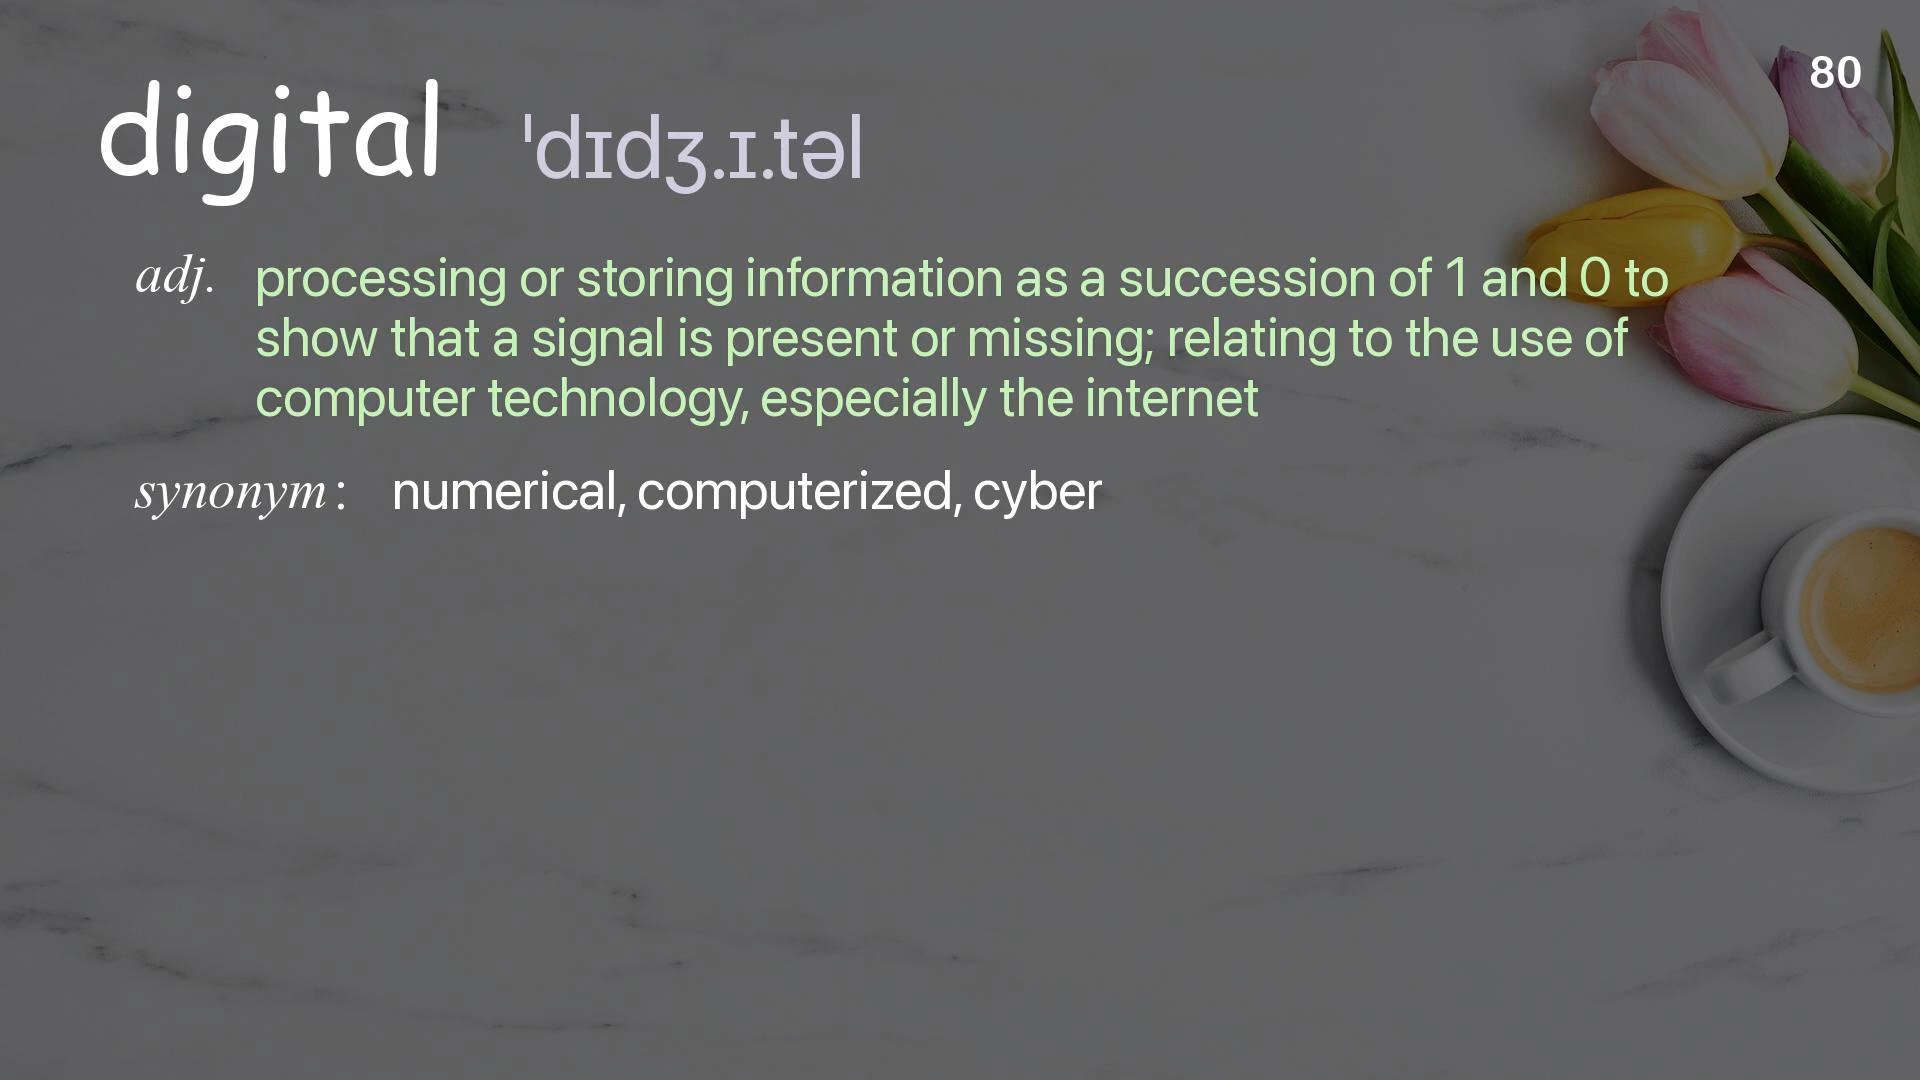 80
digital ˈdɪdʒ.ɪ.təl
adj. processing or storing information as a succession of 1 and 0 to
show that a signal is present or missing; relating to the use of
computer technology, especially the internet
synonym: numerical, computerized, cyber